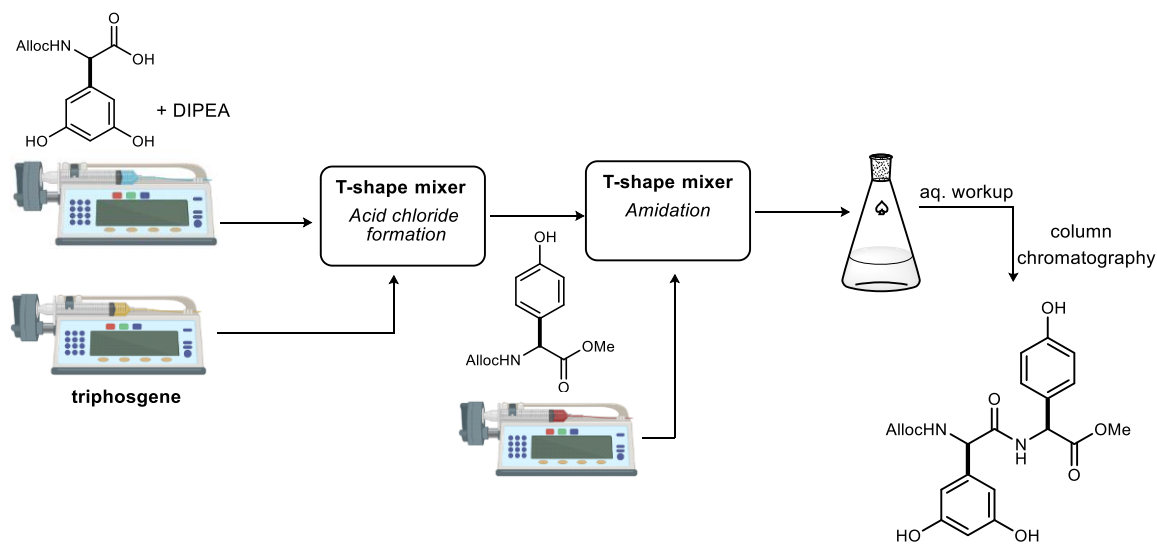 AllocHN
O
OH
HO
OH
+ DIPEA
triphosgene
T-shape mixer
Acid chloride
formation
OH
AllocHN
OMe
O
T-shape mixer
Amidation
aq. workup
column
chromatography
OH
O
AllocHN
N
H
OMe
O
HO
OH